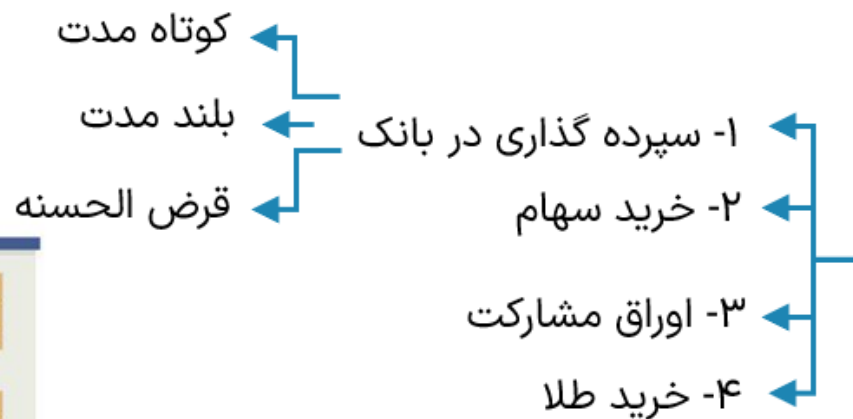 ۱- سپرده گذاری در بانک
کوتاه مدت
بلند مدت
قرض الحسنه
۲- خرید سهام
۳- اوراق مشارکت
۴- خرید طلا